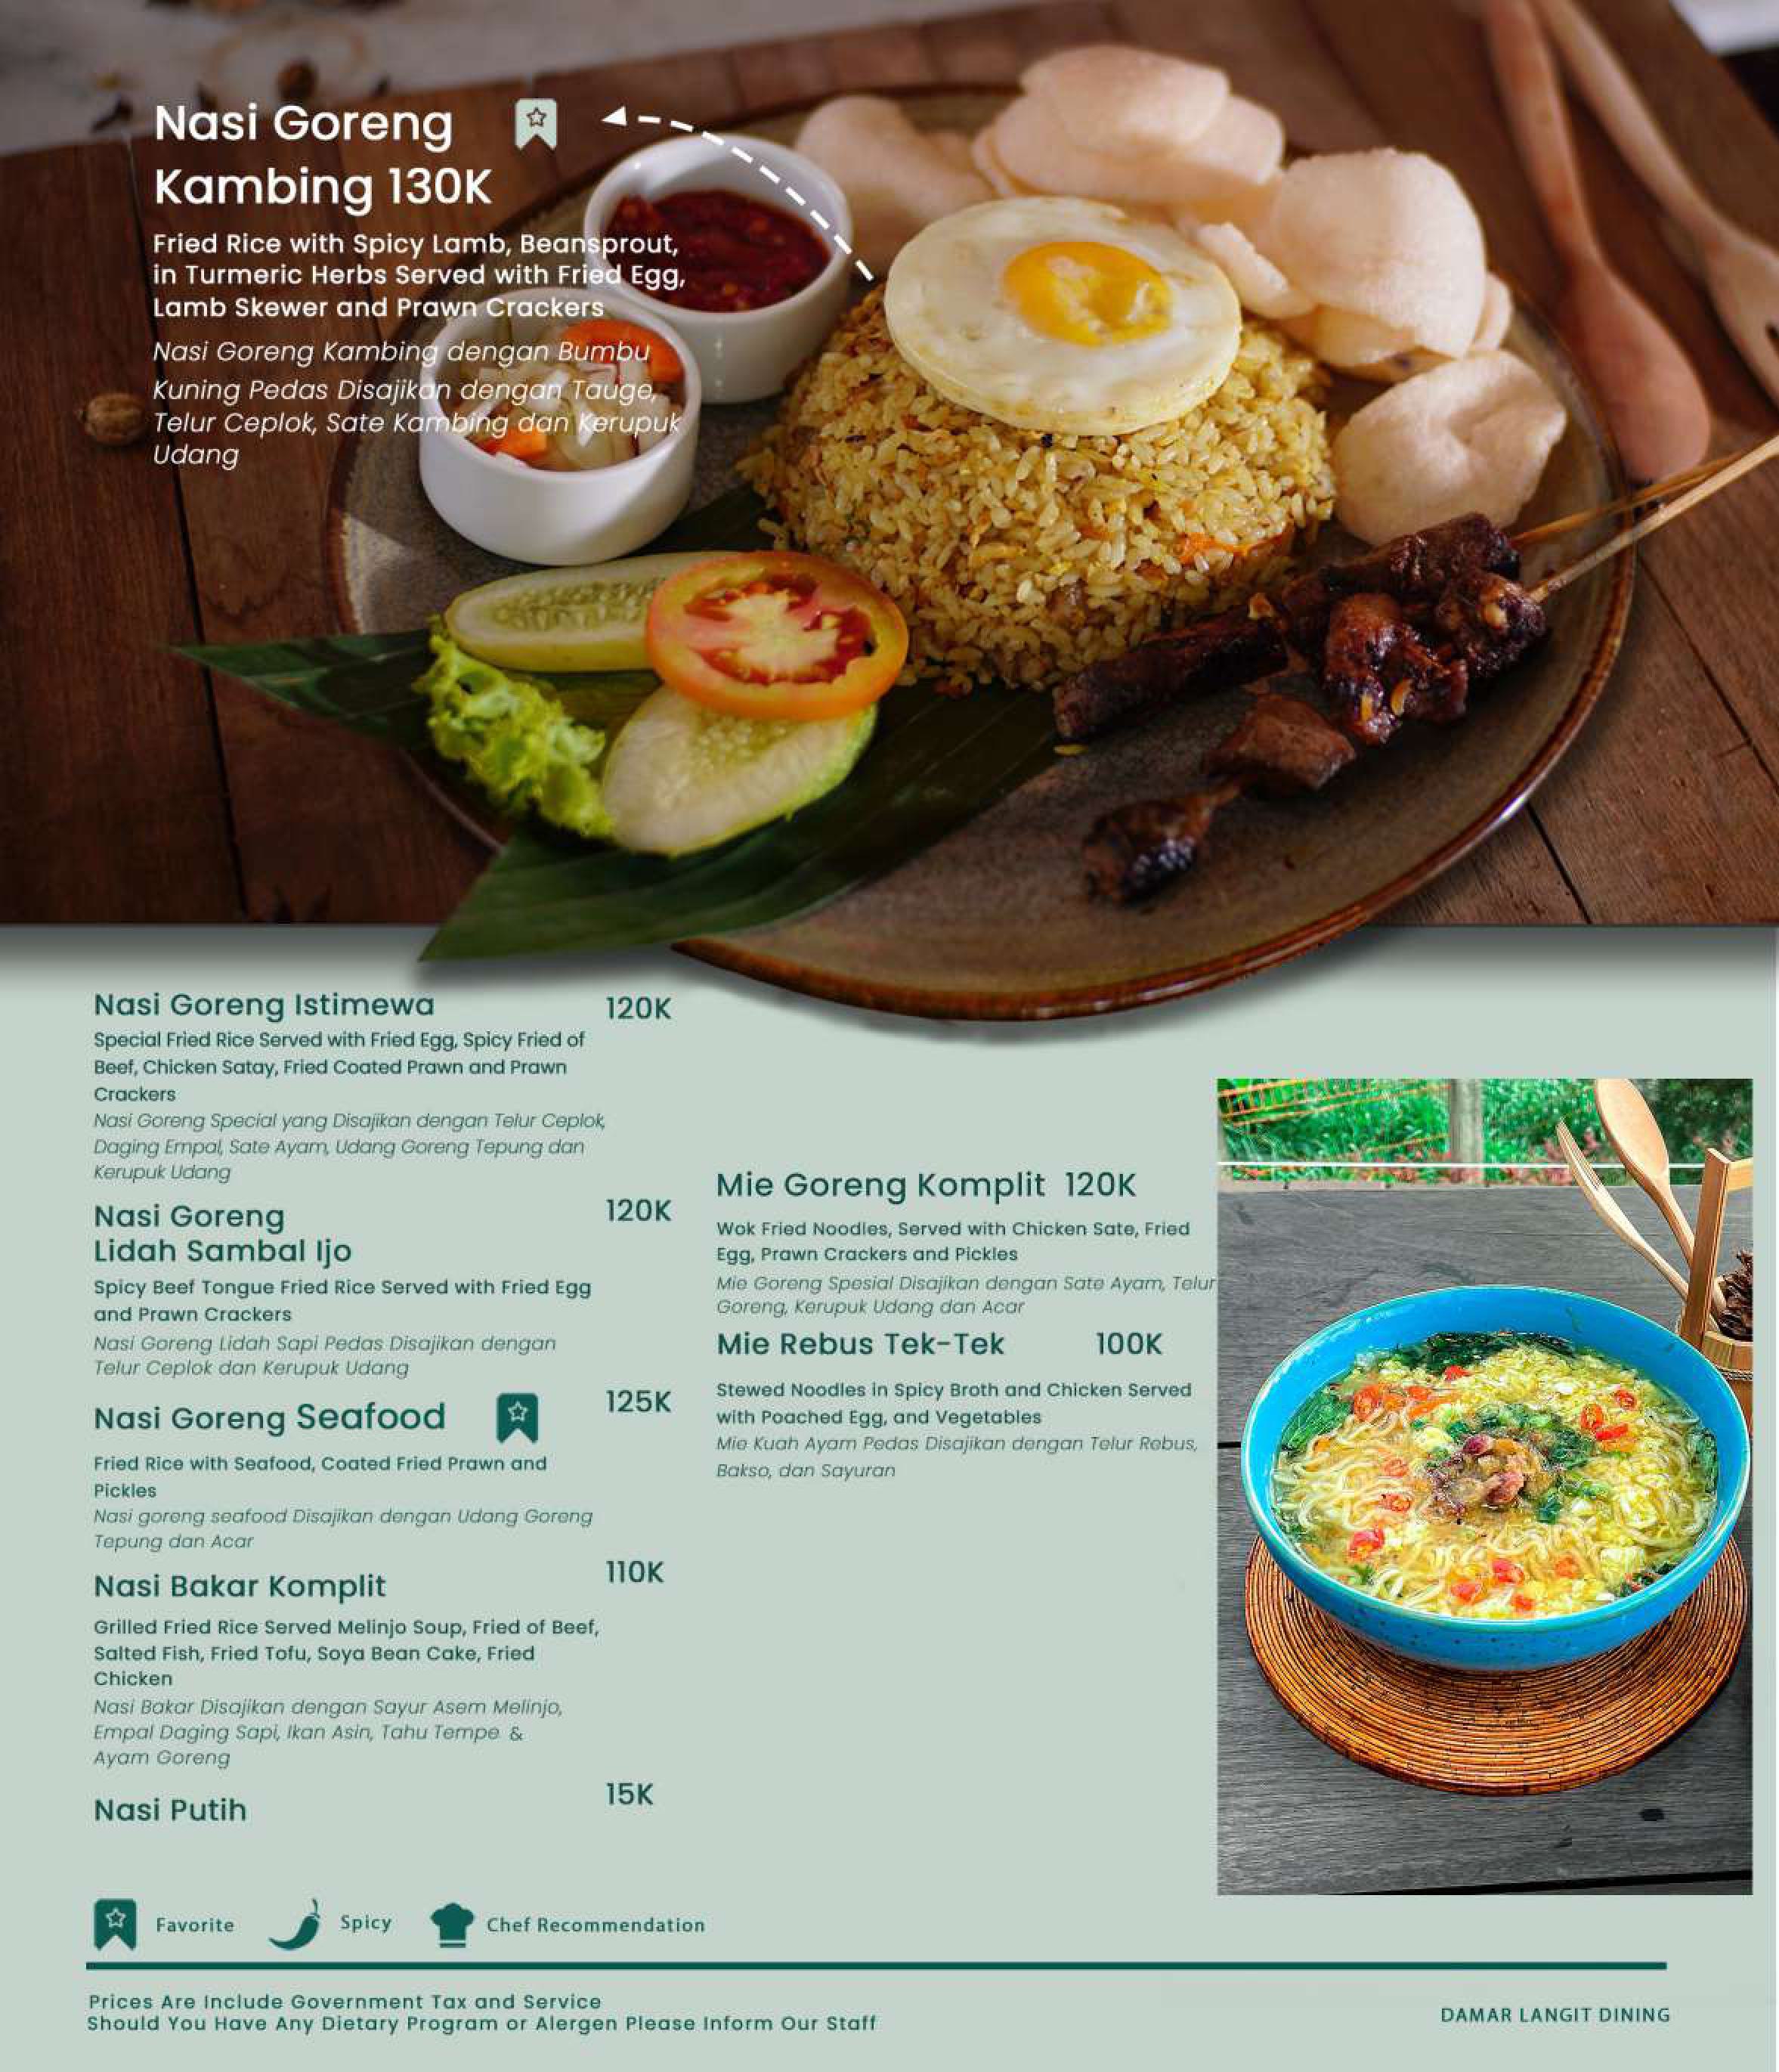 Nasi Goreng
Kambing 130K
Fried Rice with Spicy Lamb, Beansprout,
in Turmeric Herbs Served with Fried Egg,
Lamb Skewer and Prawn Crackers
Nasi Goreng Kambing dengan Bumbu
Kuning Pedas Disajikan dengan Tauge,
Telur Ceplok, Sate Kambing dan Kerupuk
Udang
Nasi Goreng Istimewa 120K
Special Fried Rice Served with Fried Egg, Spicy Fried of
Beef, Chicken Satay, Fried Coated Prawn and Prawn
Crackers
Nasi Goreng Special yang Disajikan dengan Telur Ceplok,
Daging Empal, Sate Ayam, Udang Goreng Tepung dan
Kerupuk Udang
Nasi Goreng 120K
Lidah Sambal Ijo
Spicy Beef Tongue Fried Rice Served with Fried Egg
and Prawn Crackers
Nasi Goreng Lidah Sapi Pedas Disajikan dengan
Telur Ceplok dan Kerupuk Udang
Nasi Goreng Seafood 125K
Fried Rice with Seafood, Coated Fried Prawn and
Pickles
Nasi goreng seafood Disajikan dengan Udang Goreng
Tepung dan Acar
Nasi Bakar Komplit 110K
Grilled Fried Rice Served Melinjo Soup, Fried of Beef,
Salted Fish, Fried Tofu, Soya Bean Cake, Fried
Chicken
Nasi Bakar Disajikan dengan Sayur Asem Melinjo,
Empal Daging Sapi, Ikan Asin, Tahu Tempe &
Ayam Goreng
Nasi Putih 15K
Mie Goreng Komplit 120K
Wok Fried Noodles, Served with Chicken Sate, Fried
Egg, Prawn Crackers and Pickles
Mie Goreng Spesial Disajikan dengan Sate Ayam, Telur
Goreng, Kerupuk Udang dan Acar
Mie Rebus Tek-Tek 100K
Stewed Noodles in Spicy Broth and Chicken Served
with Poached Egg, and Vegetables
Mie Kuah Ayam Pedas Disajikan dengan Telur Rebus,
Bakso, dan Sayuran
Favorite Spicy Chef Recommendation
Prices Are Include Government Tax and Service
Should You Have Any Dietary Program or Alergen Please Inform Our Staff
DAMAR LANGIT DINING